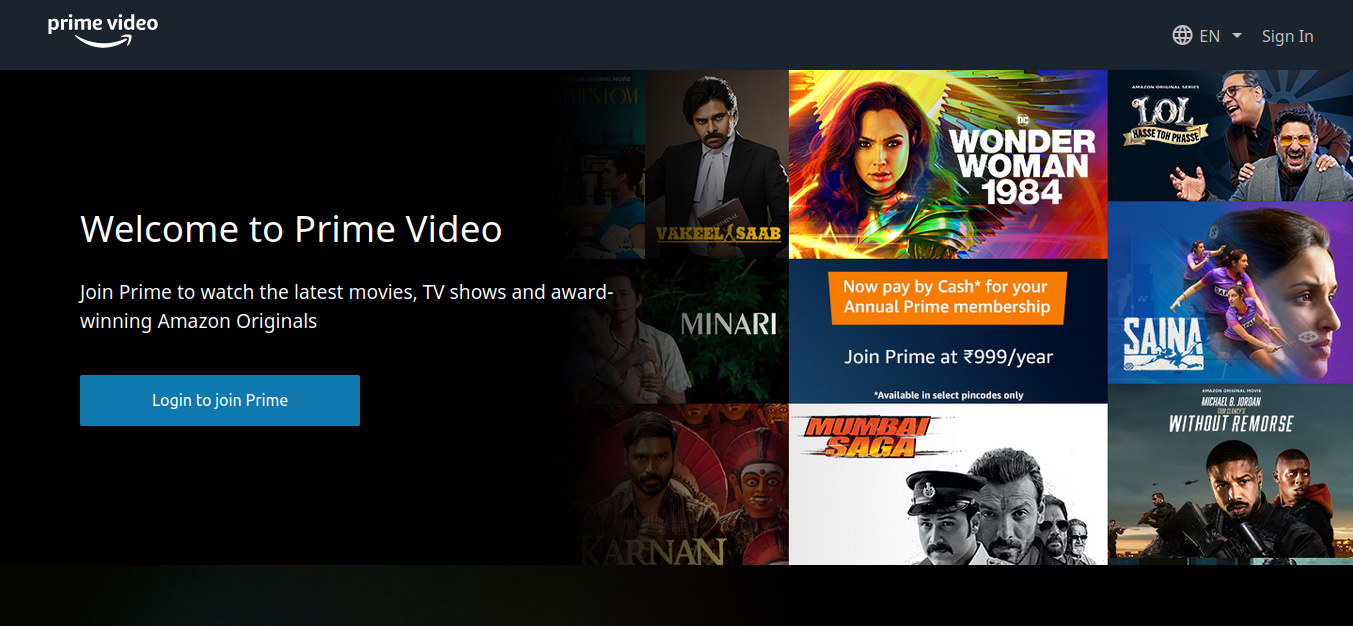 prime video
EN
Sign In
Welcome to Prime Video
Join Prime to watch the latest movies, TV shows and award-
winning Amazon Originals
Login to join Prime
VAKEEL SAAB
MINARI
KARNAN
DC
WONDER
WOMAN
1984
Now pay by Cash* for your
Annual Prime membership
Join Prime at ₹999/year
*Available in select pincodes only
MUMBAI
SAGA
AMAZON ORIGINAL SERIES
LOL
HASSE TOH PHASSE
SAINA
AMAZON ORIGINAL MOVIE
MICHAEL B. JORDAN
TOM CLANCY'S
WITHOUT REMORSE